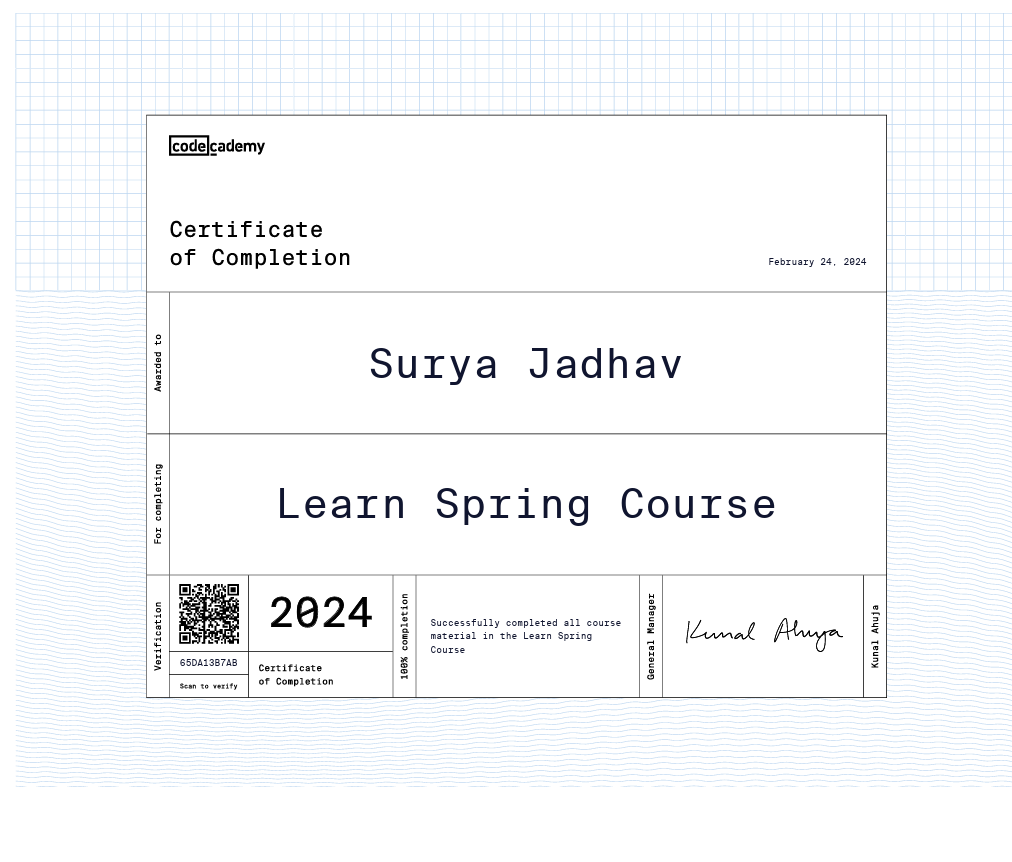 codecademy
Certificate
of Completion
February 24, 2024
Awarded to
Surya Jadhav
For completing
Learn Spring Course
Verification
65DA13B7AB
Scan to verify
2024
Certificate
of Completion
100% completion
Successfully completed all course
material in the Learn Spring
Course
General Manager
Kunal Ahuja
Kunal Ahuja